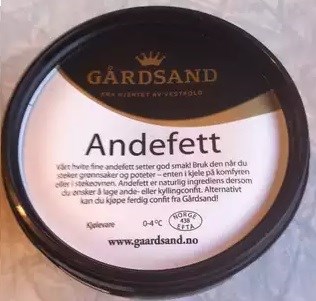 GÅRDSAND
FRA HJERTET AV VESTFOLD
Andefett
Vårt hvite fine andefett setter god smak! Bruk den når du
steker grønnsaker og poteter – enten i kjele på komfyren
eller i stekeovnen. Andefett er naturlig ingrediens dersom
du ønsker å lage ande- eller kyllingconfit. Alternativt
kan du kjøpe ferdig confit fra Gårdsand!
Kjølevare 0-4°C
NORGE
438
EFTA
www.gaardsand.no